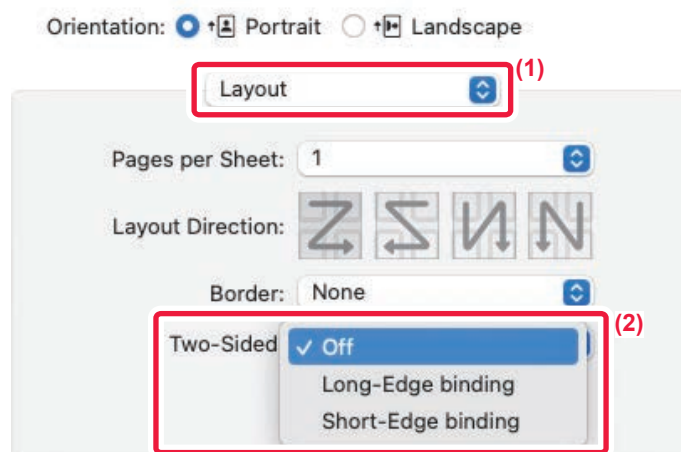 Orientation: Portrait Landscape
(1)
Layout
Pages per Sheet: 1
Layout Direction:
Border: None
(2)
Two-Sided ✓ Off
Long-Edge binding
Short-Edge binding